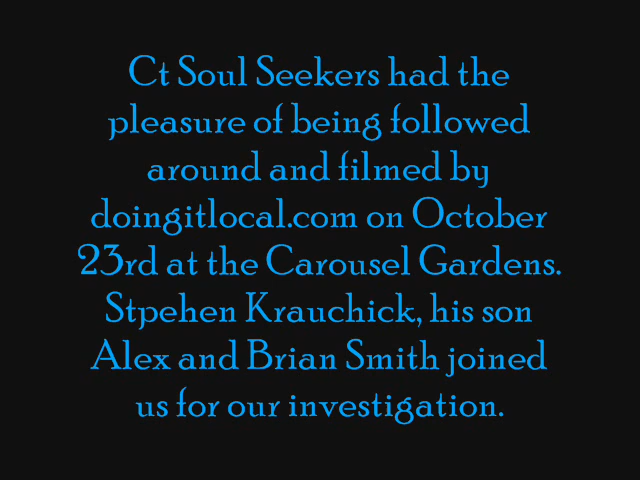 Ct Soul Seekers had the
pleasure of being followed
around and filmed by
doingitlocal.com on October
23rd at the Carousel Gardens.
Stpehen Krauchick, his son
Alex and Brian Smith joined
us for our investigation.